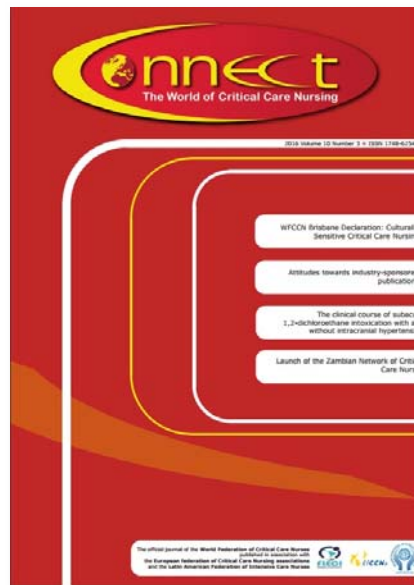 Connect
The World of Critical Care Nursing
2016 Volume 10 Number 3 • ISSN 1748-6254
WFCCN Brisbane Declaration: Cultural
Sensitive Critical Care Nursin
Attitudes towards industry-sponsore
publication
The clinical course of subacu
1,2-dichloroethane intoxication with a
without intracranial hypertens
Launch of the Zambian Network of Criti
Care Nurs
The official journal of the World Federation of Critical Care Nurses
published in association with
the European federation of Critical Care Nursing associations
and the Latin American Federation of Intensive Care Nurses